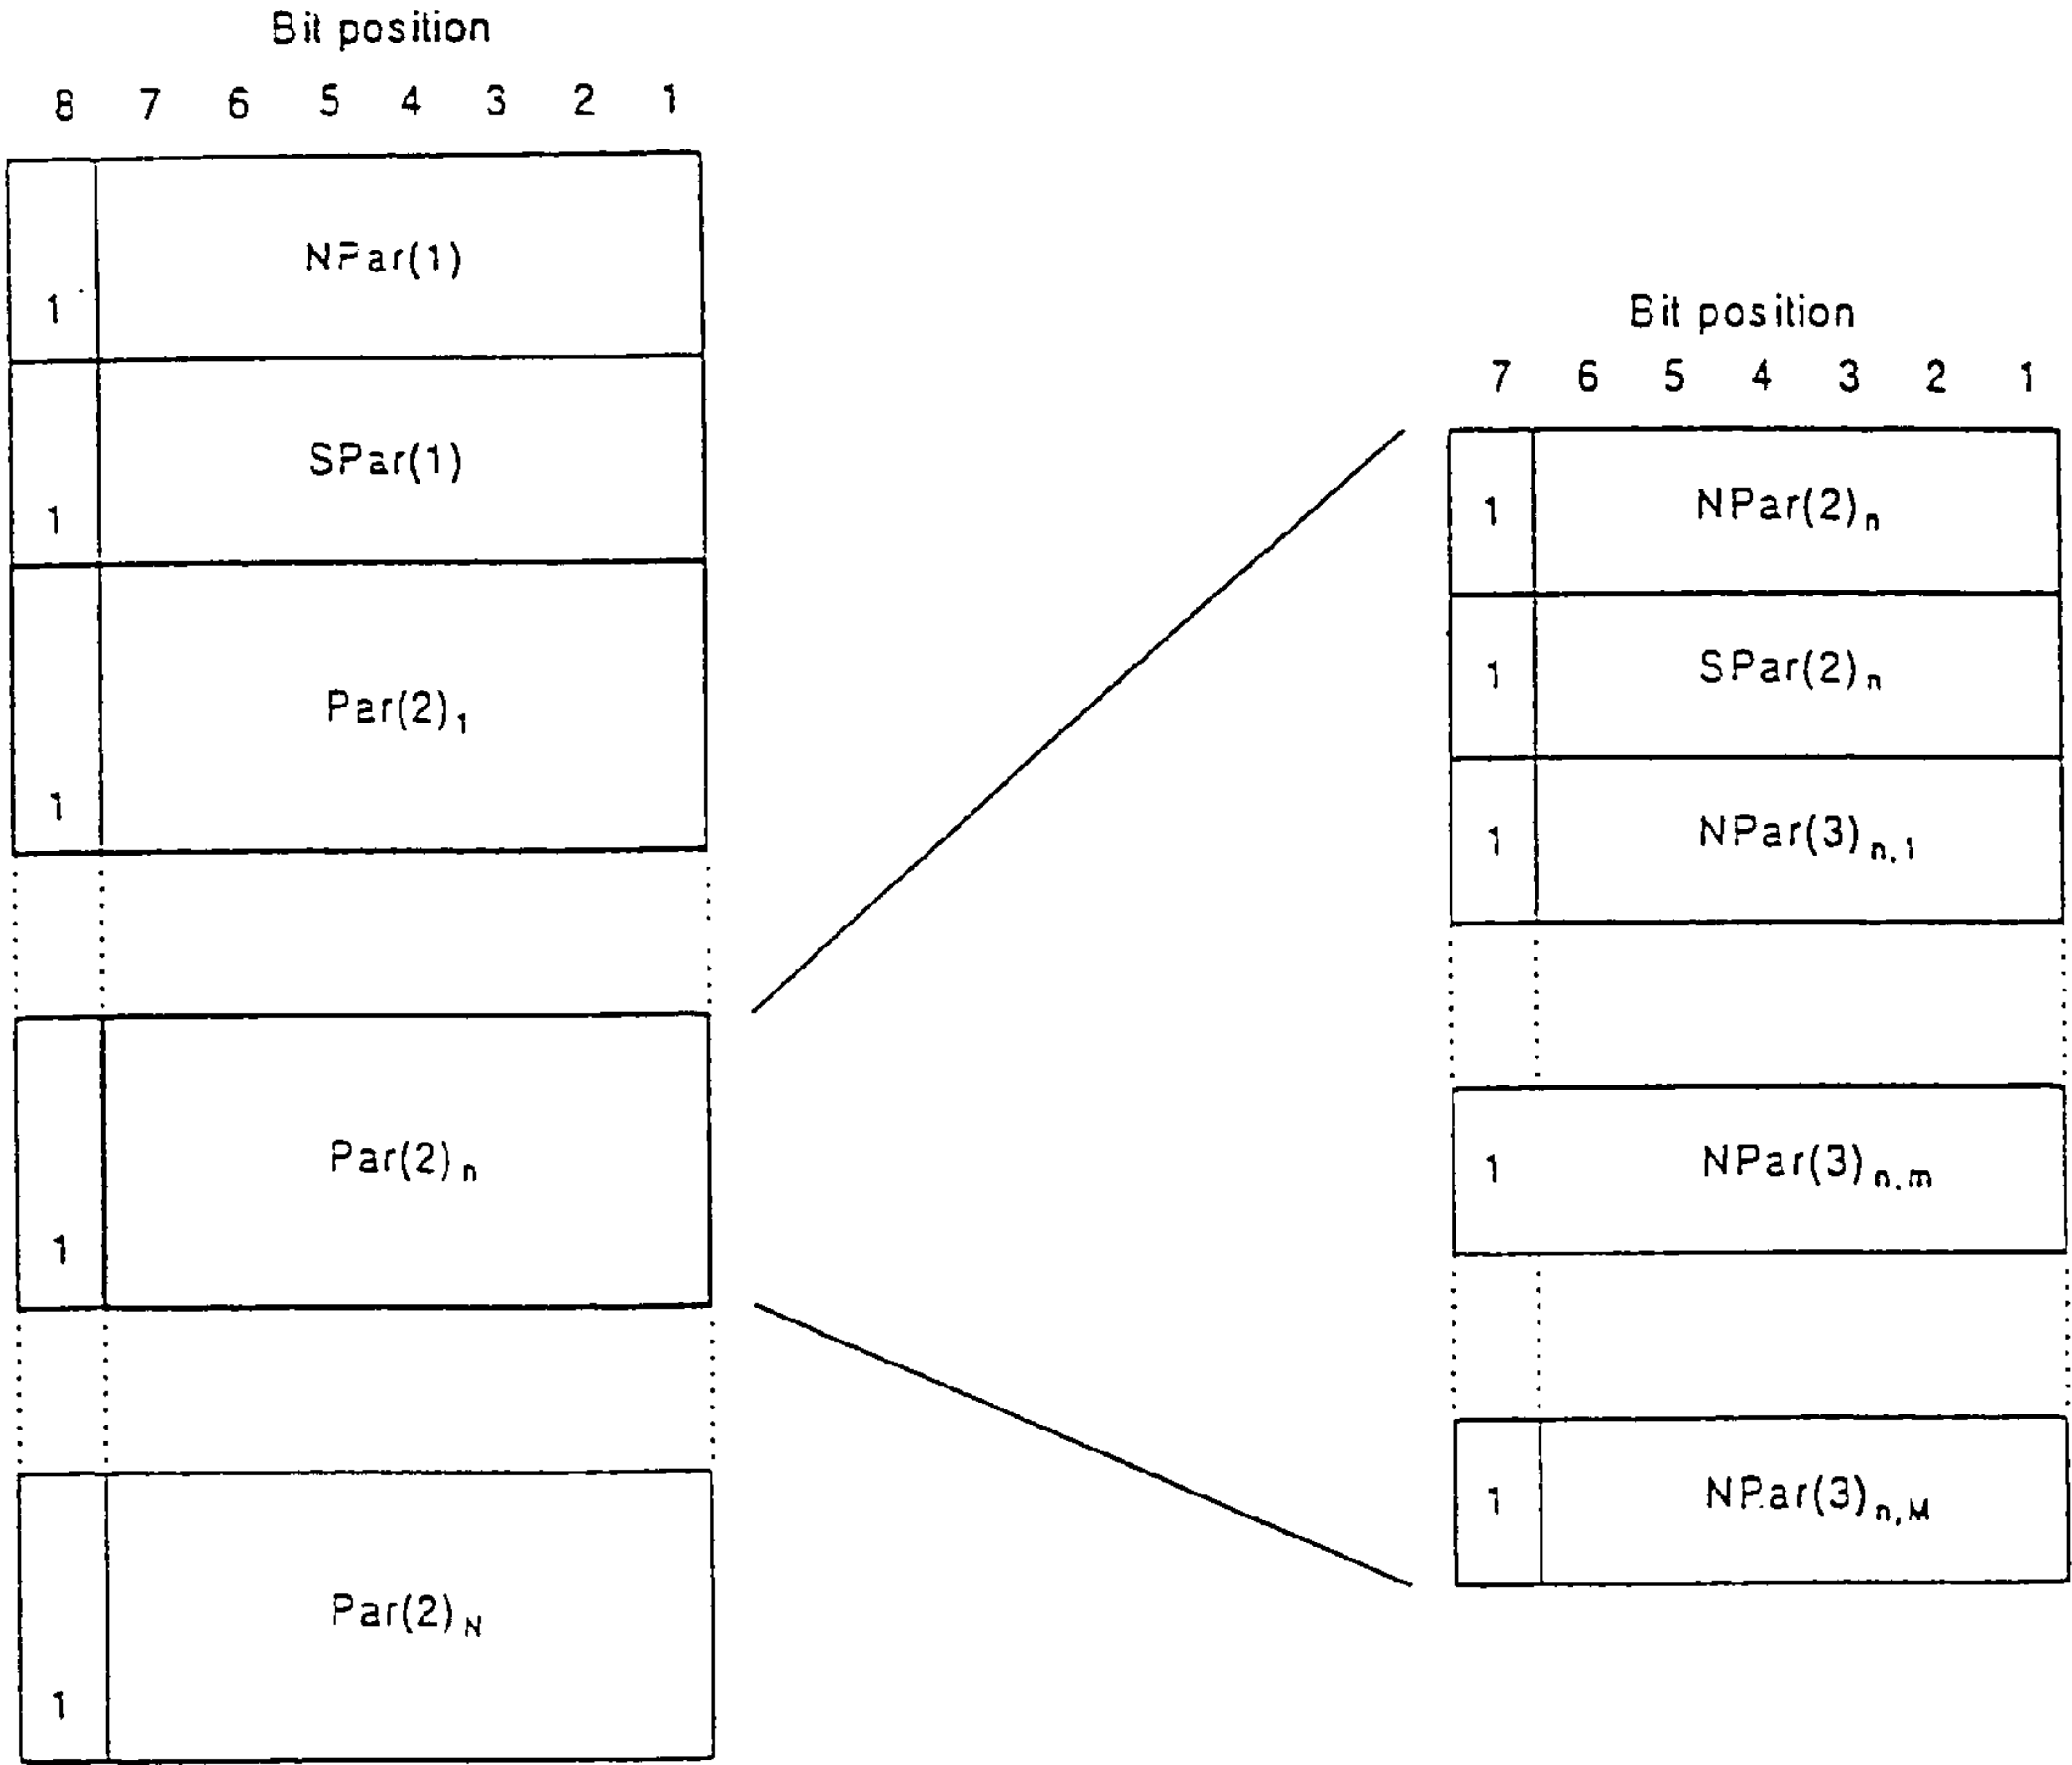 Bit position
8 7 6 5 4 3 2 1
NPar(1)
1
SPar(1)
1
Par(2)₁
1
Par(2)ₙ
1
Par(2)N
1
Bit position
7 6 5 4 3 2 1
1 NPar(2)ₙ
1 SPar(2)ₙ
1 NPar(3)n,1
1 NPar(3)n,m
1 NPar(3)n,M